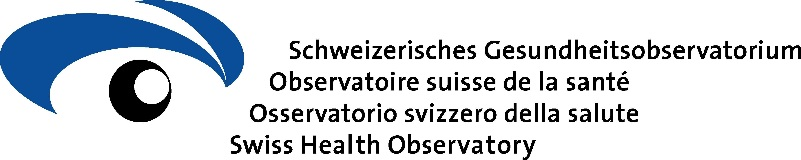 Schweizerisches Gesundheitsobservatorium
Observatoire suisse de la santé
Osservatorio svizzero della salute
Swiss Health Observatory